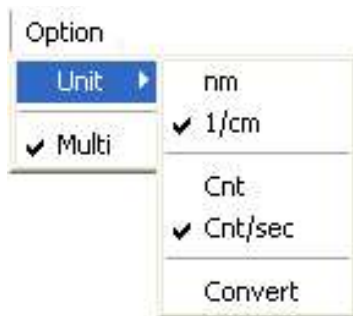 Option
Unit
Multi
nm
1/cm
Cnt
Cnt/sec
Convert